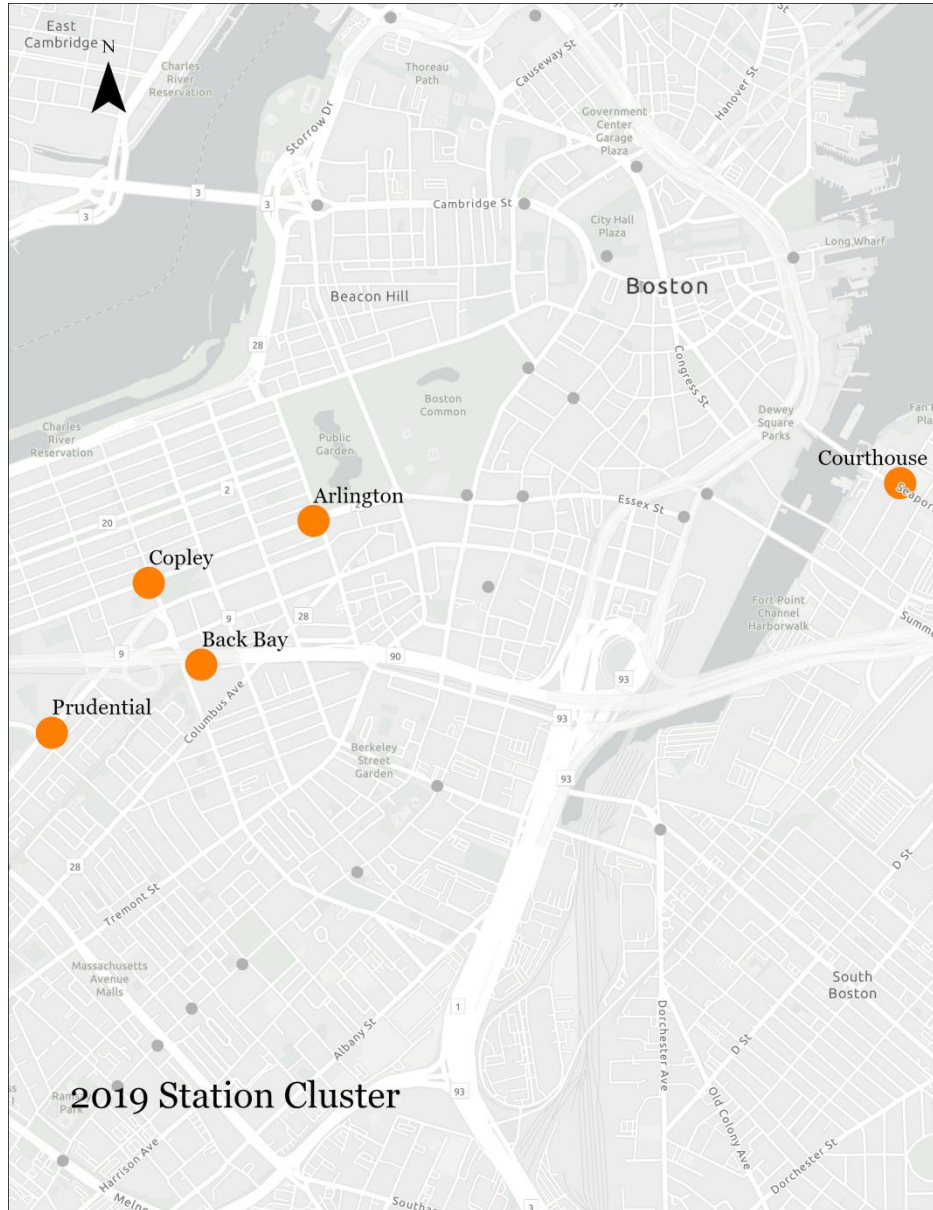 East
Cambridge
N
Charles
River
Reservation
Thoreau
Path
Causeway St
Hanover St
Storrow Dr
Government
Center
Garage
Plaza
3
3
3
3
Cambridge St
City Hall
Plaza
Long Wharf
Beacon Hill
Boston
28
Congress St
Boston
Common
Dewey
Square
Parks
Charles
River
Reservation
Public
Garden
Courthouse
2
Arlington
2
Essex St
20
Copley
Fort Point
Channel
Harborwalk
9
28
9
Back Bay
90
93
Prudential
Columbus Ave
93
Berkeley
Street
Garden
93
28
D St
Tremont St
Massachusetts
Avenue
Malls
South
Boston
1
Albany St
D St
Dorchester Ave
93
2019 Station Cluster
Park
Old Colony Ave
Harrison Ave
Dorchester St
3